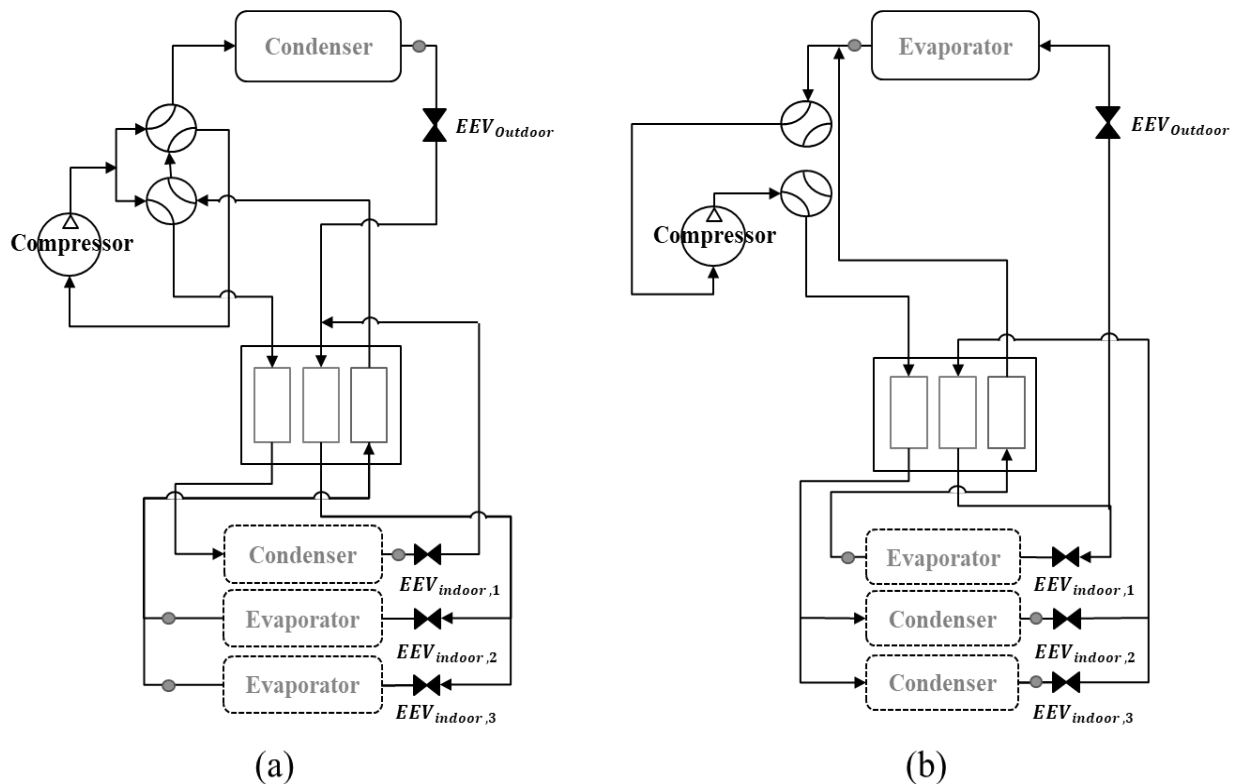 Condenser
EEV_Outdoor
Compressor
Condenser
EEV_indoor,1
Evaporator
EEV_indoor,2
Evaporator
EEV_indoor,3
(a)
Evaporator
EEV_Outdoor
Compressor
Evaporator
EEV_indoor,1
Condenser
EEV_indoor,2
Condenser
EEV_indoor,3
(b)